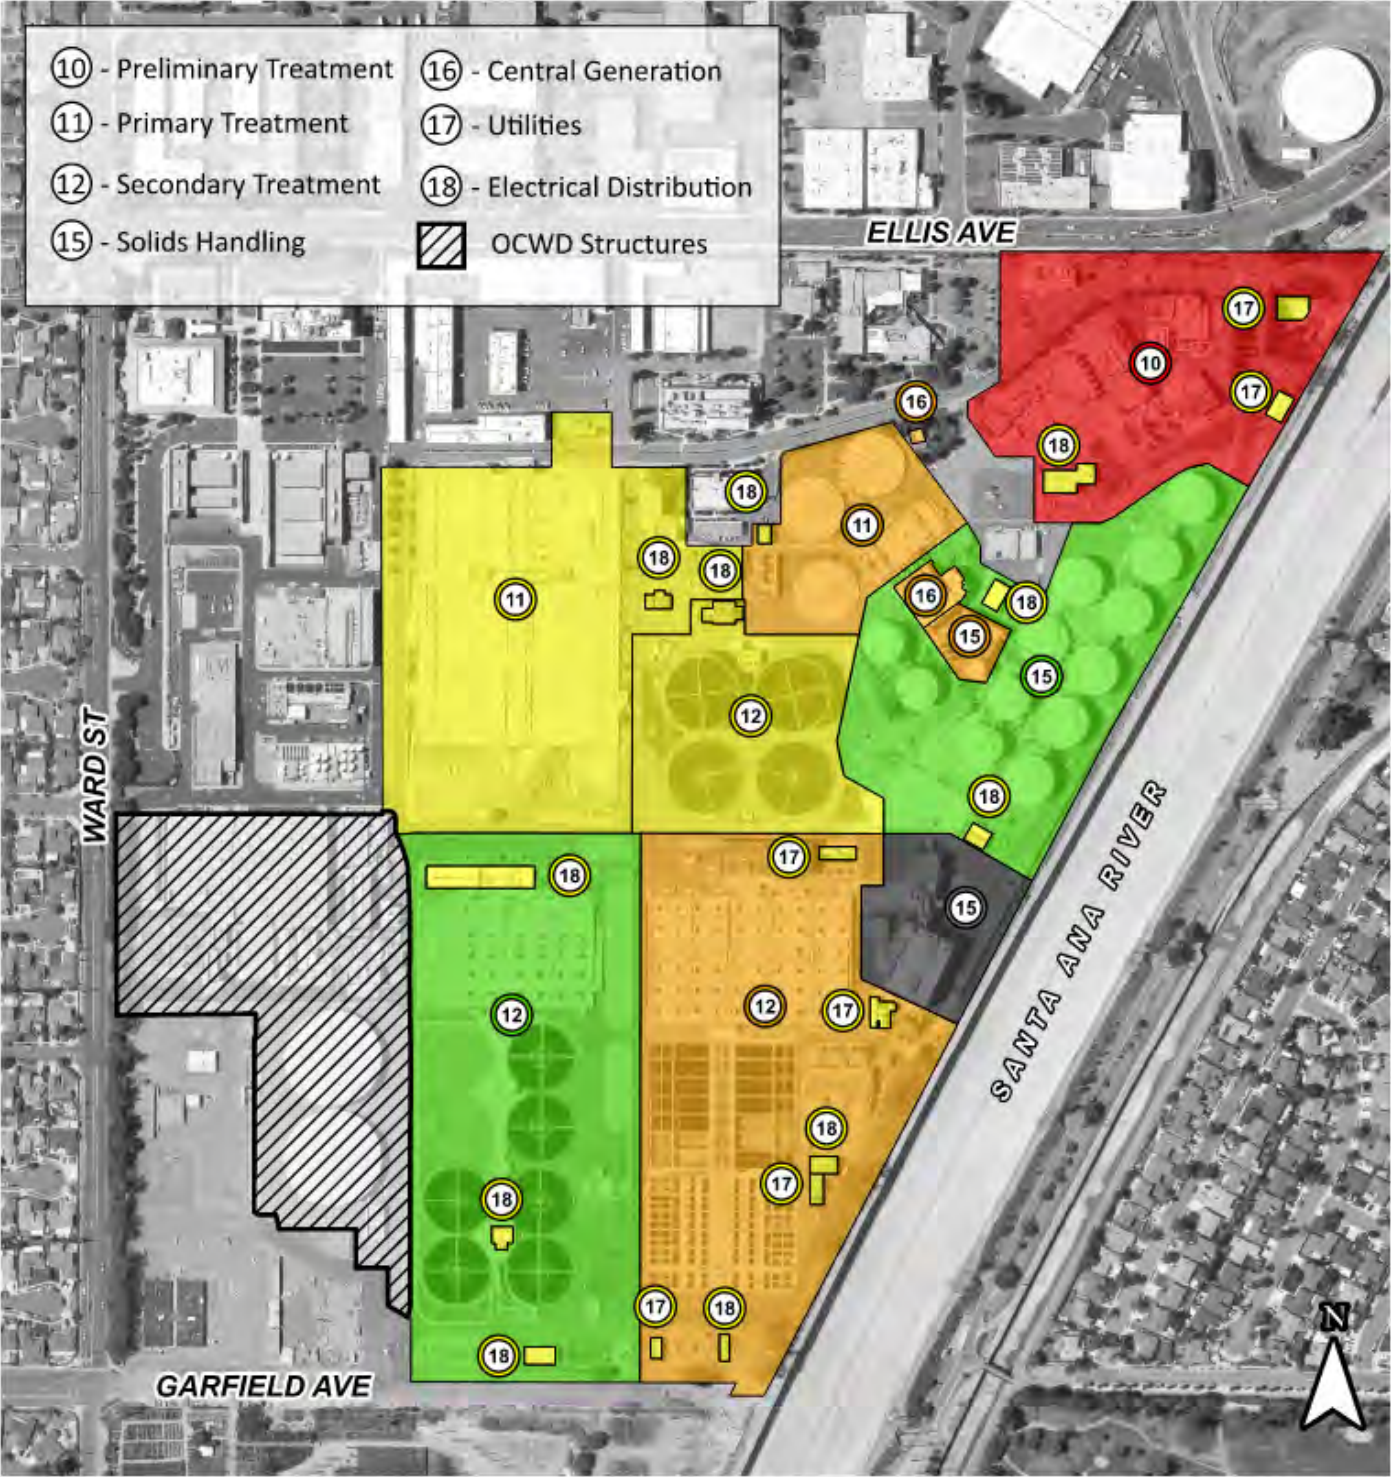 10 - Preliminary Treatment
11 - Primary Treatment
12 - Secondary Treatment
15 - Solids Handling
16 - Central Generation
17 - Utilities
18 - Electrical Distribution
OCWD Structures
ELLIS AVE
17
10
17
16
18
18
11
18
18
11
16
18
15
15
12
18
17
18
15
12
12
17
18
17
18
17
18
18
WARD ST
SANTA ANA RIVER
GARFIELD AVE
N